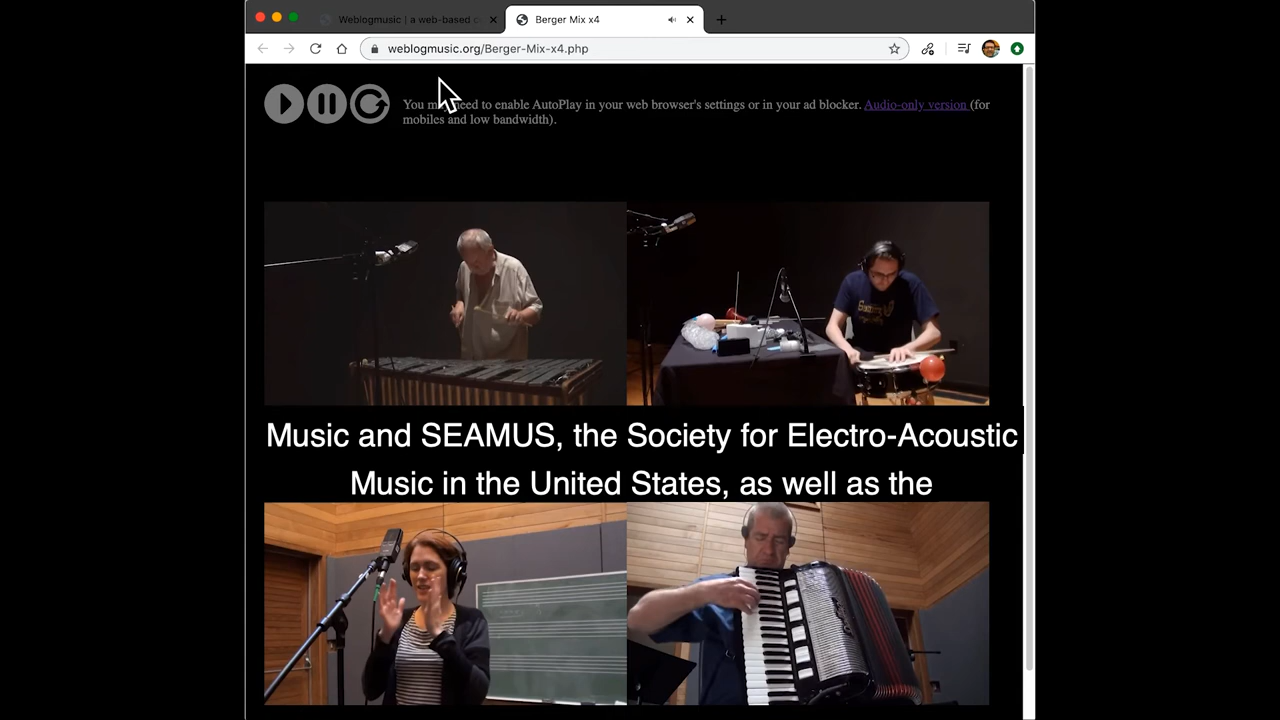 Weblogmusic | a web-based c
Berger Mix x4
weblogmusic.org/Berger-Mix-x4.php
You may need to enable AutoPlay in your web browser's settings or in your ad blocker. Audio-only version (for
mobiles and low bandwidth).
Music and SEAMUS, the Society for Electro-Acoustic
Music in the United States, as well as the